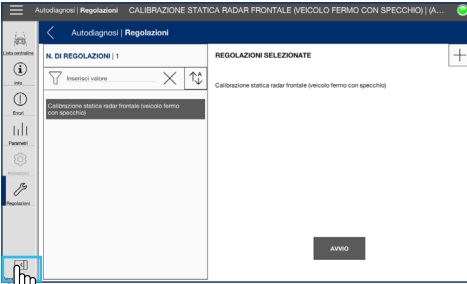 Autodiagnosi | Regolazioni CALIBRAZIONE STATICA RADAR FRONTALE (VEICOLO FERMO CON SPECCHIO) | (A...
Autodiagnosi | Regolazioni
Lista centraline
Info
Errori
Parametri
Attivazioni
Regolazioni
N. DI REGOLAZIONI | 1
Inserisci valore
Calibrazione statica radar frontale (veicolo fermo
con specchio)
REGOLAZIONI SELEZIONATE
Calibrazione statica radar frontale (veicolo fermo con specchio)
AVVIO